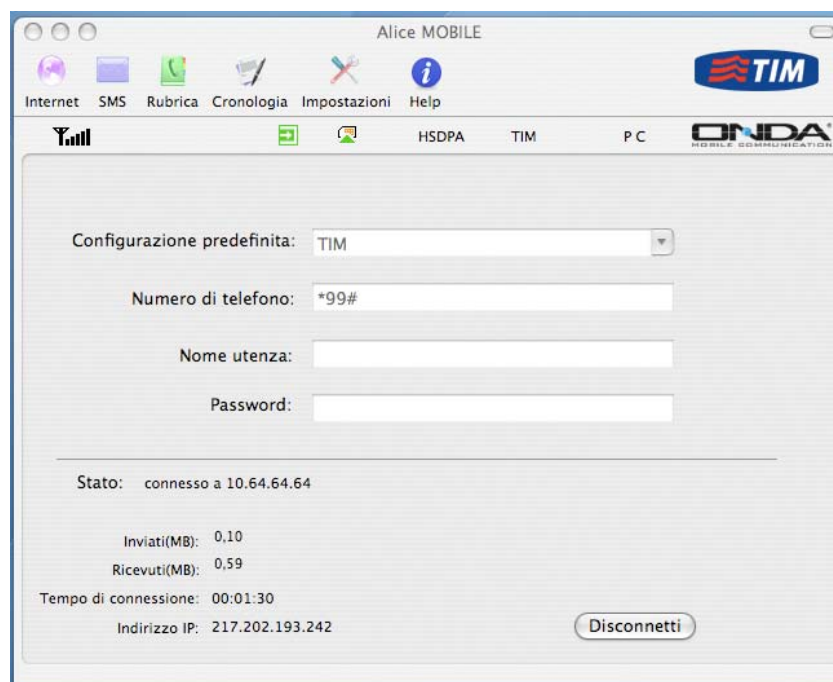 Alice MOBILE
Internet SMS Rubrica Cronologia Impostazioni Help
TIM
HSDPA TIM P C ONDA
MOBILE COMMUNICATION
Configurazione predefinita: TIM
Numero di telefono: *99#
Nome utenza:
Password:
Stato: connesso a 10.64.64.64
Inviati(MB): 0,10
Ricevuti(MB): 0,59
Tempo di connessione: 00:01:30
Indirizzo IP: 217.202.193.242
Disconnetti